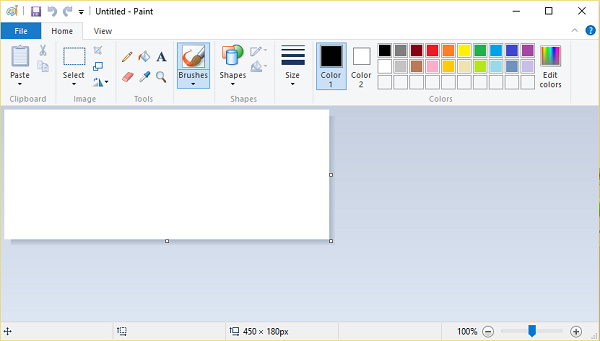 Untitled - Paint
File Home View
Paste Select Brushes Shapes Size Color 1 Color 2 Edit colors
Clipboard Image Tools Shapes Colors
450 × 180px 100%